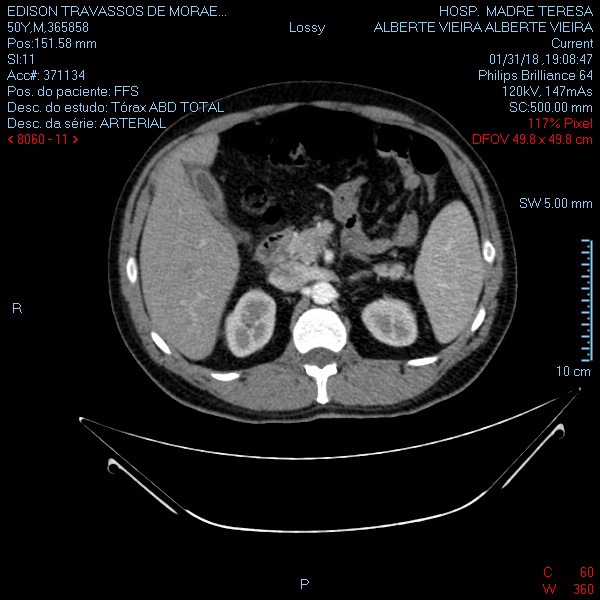 EDISON TRAVASSOS DE MORAE...
50Y,M,365858
Pos:151.58 mm
Sl:11
Acc#: 371134
Pos. do paciente: FFS
Desc. do estudo: Tórax ABD TOTAL
Desc. da série: ARTERIAL
< 8060 - 11 >
Lossy
HOSP. MADRE TERESA
ALBERTE VIEIRA ALBERTE VIEIRA
Current
01/31/18 ,19:08:47
Philips Brilliance 64
120kV, 147mAs
SC:500.00 mm
117% Pixel
DFOV 49.8 x 49.8 cm
SW 5.00 mm
R
10 cm
P
C 60
W 360